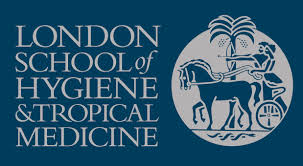 LONDON
SCHOOL of
HYGIENE
& TROPICAL
MEDICINE